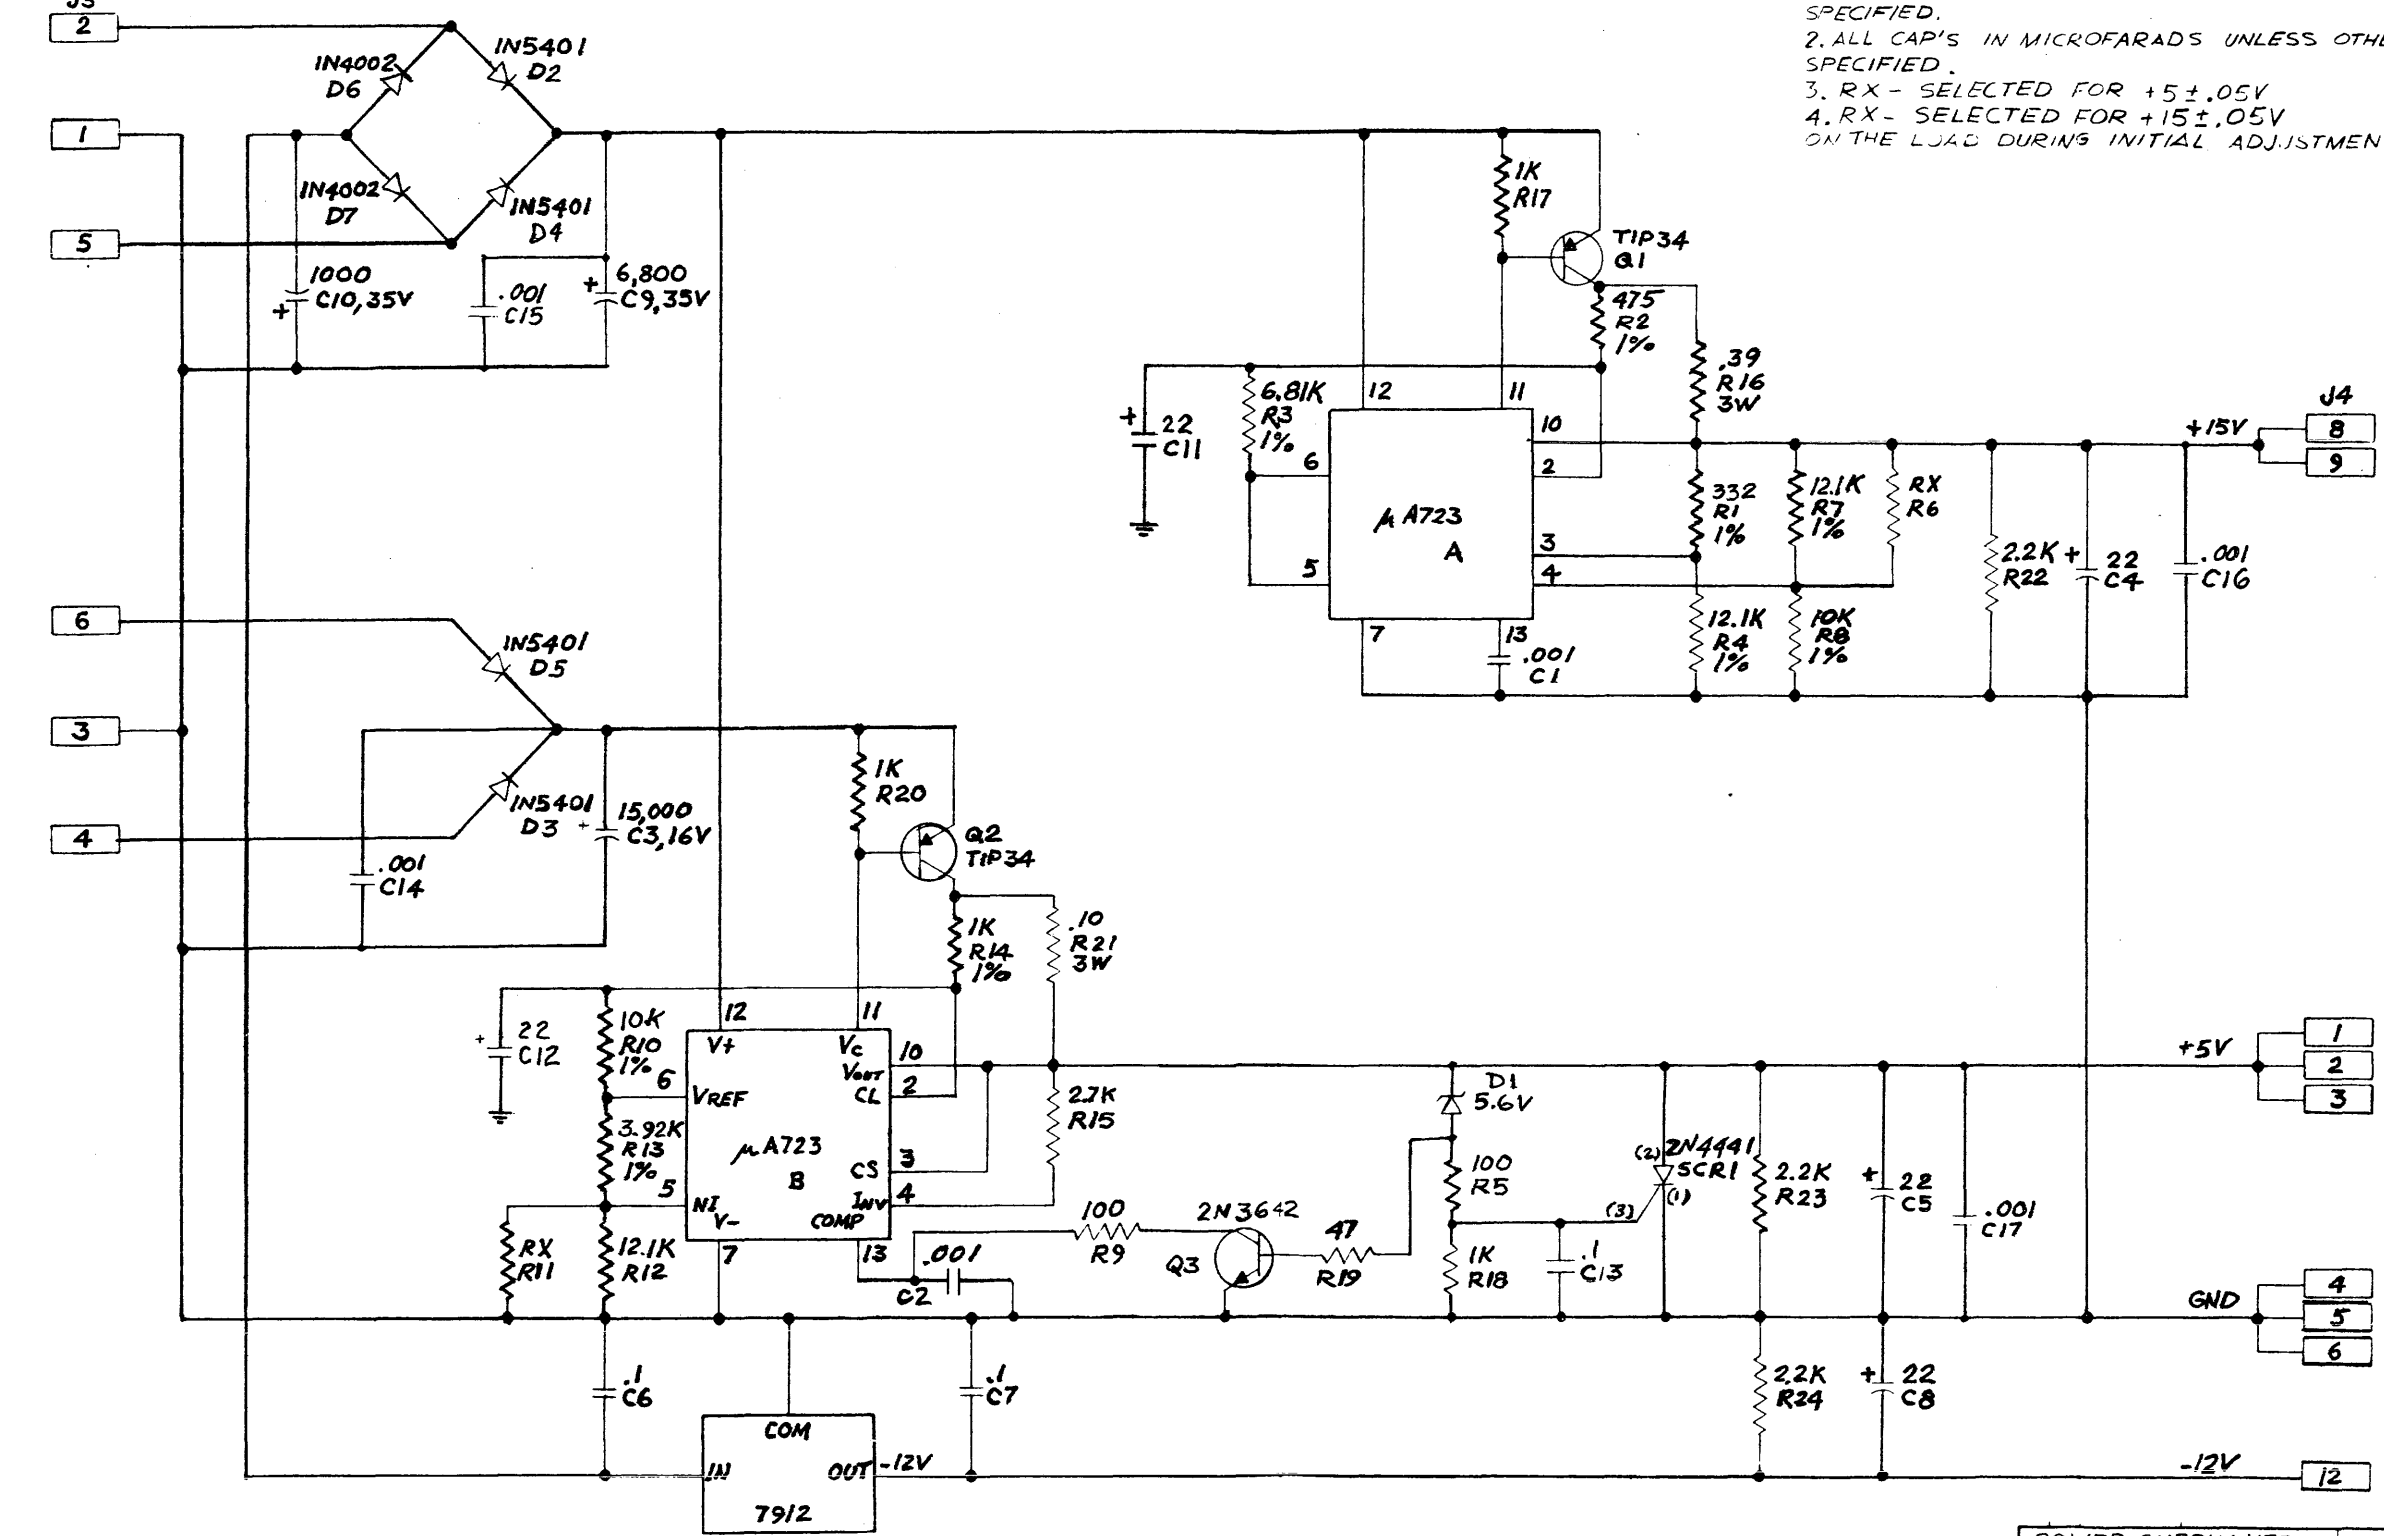 J3
2
1
5
6
3
4
1N4002
D6
1N5401
D2
1N4002
D7
1N5401
D4
1000
C10,35V
+
.001
C15
+
6,800
C9,35V
SPECIFIED.
2. ALL CAP'S IN MICROFARADS UNLESS
SPECIFIED.
3. RX - SELECTED FOR +5±.05V
4. RX - SELECTED FOR +15±.05V
ON THE LOAD DURING INITIAL
1K
R17
TIP34
Q1
475
R2
1%
.39
R16
3W
+
22
C11
6.81K
R3
1%
12
11
10
6
2
5
3
4
7
13
μA723
A
.001
C1
332
R1
1%
12.1K
R7
1%
RX
R6
12.1K
R4
1%
10K
R8
1%
2.2K
R22
+
22
C4
.001
C16
+15V
J4
8
9
1N5401
D5
1N5401
D3
+
15,000
C3,16V
.001
C14
1K
R20
Q2
TIP34
1K
R14
1%
.10
R21
3W
+
22
C12
10K
R10
1%
6
3.92K
R13
1%
5
RX
R11
12.1K
R12
12
11
V+
VC
10
VOUT
2
CL
VREF
μA723
B
CS
3
NI
INV
4
V-
COMP
7
13
.001
C2
2.7K
R15
100
R9
2N3642
Q3
47
R19
D1
5.6V
100
R5
1K
R18
.1
C13
(2)
2N4441
SCR1
(1)
(3)
2.2K
R23
+
22
C5
.001
C17
+5V
1
2
3
GND
4
5
6
.1
C6
.1
C7
COM
IN
OUT
-12V
7912
2.2K
R24
+
22
C8
-12V
12